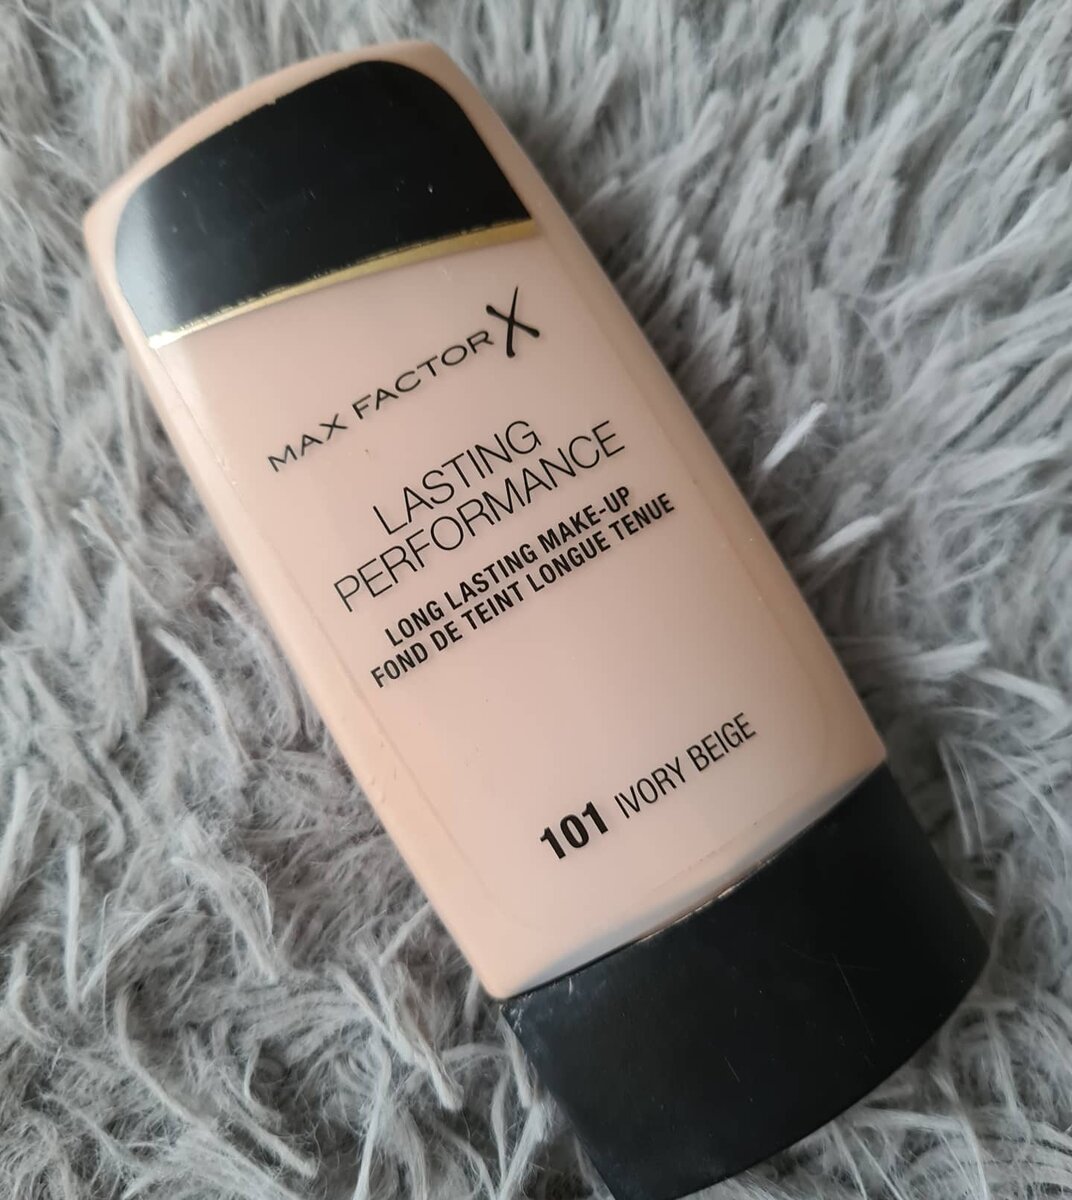 MAX FACTOR X
LASTING
PERFORMANCE
LONG LASTING MAKE-UP
FOND DE TEINT LONGUE TENUE
101 IVORY BEIGE